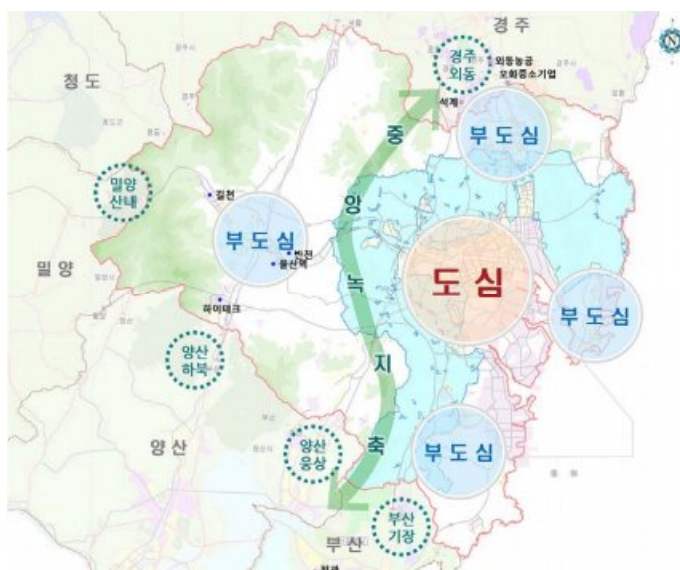 경주
청도
경주
외동
외동농공
모화중소기업
석계
N
중
부도심
밀양
산내
길천
앙
부도심
반천
울산역
도심
밀양
녹
하이테크
부도심
양산
하북
지
양산
양산
웅상
축
부도심
부산
기장
부산